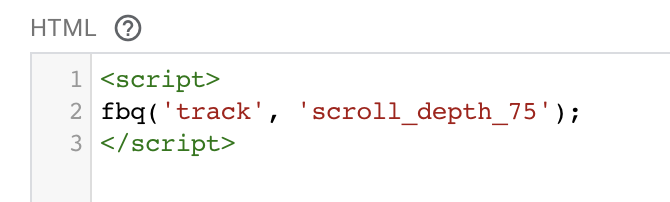 HTML ?
1 <script>
2 fbq('track', 'scroll_depth_75');
3 </script>